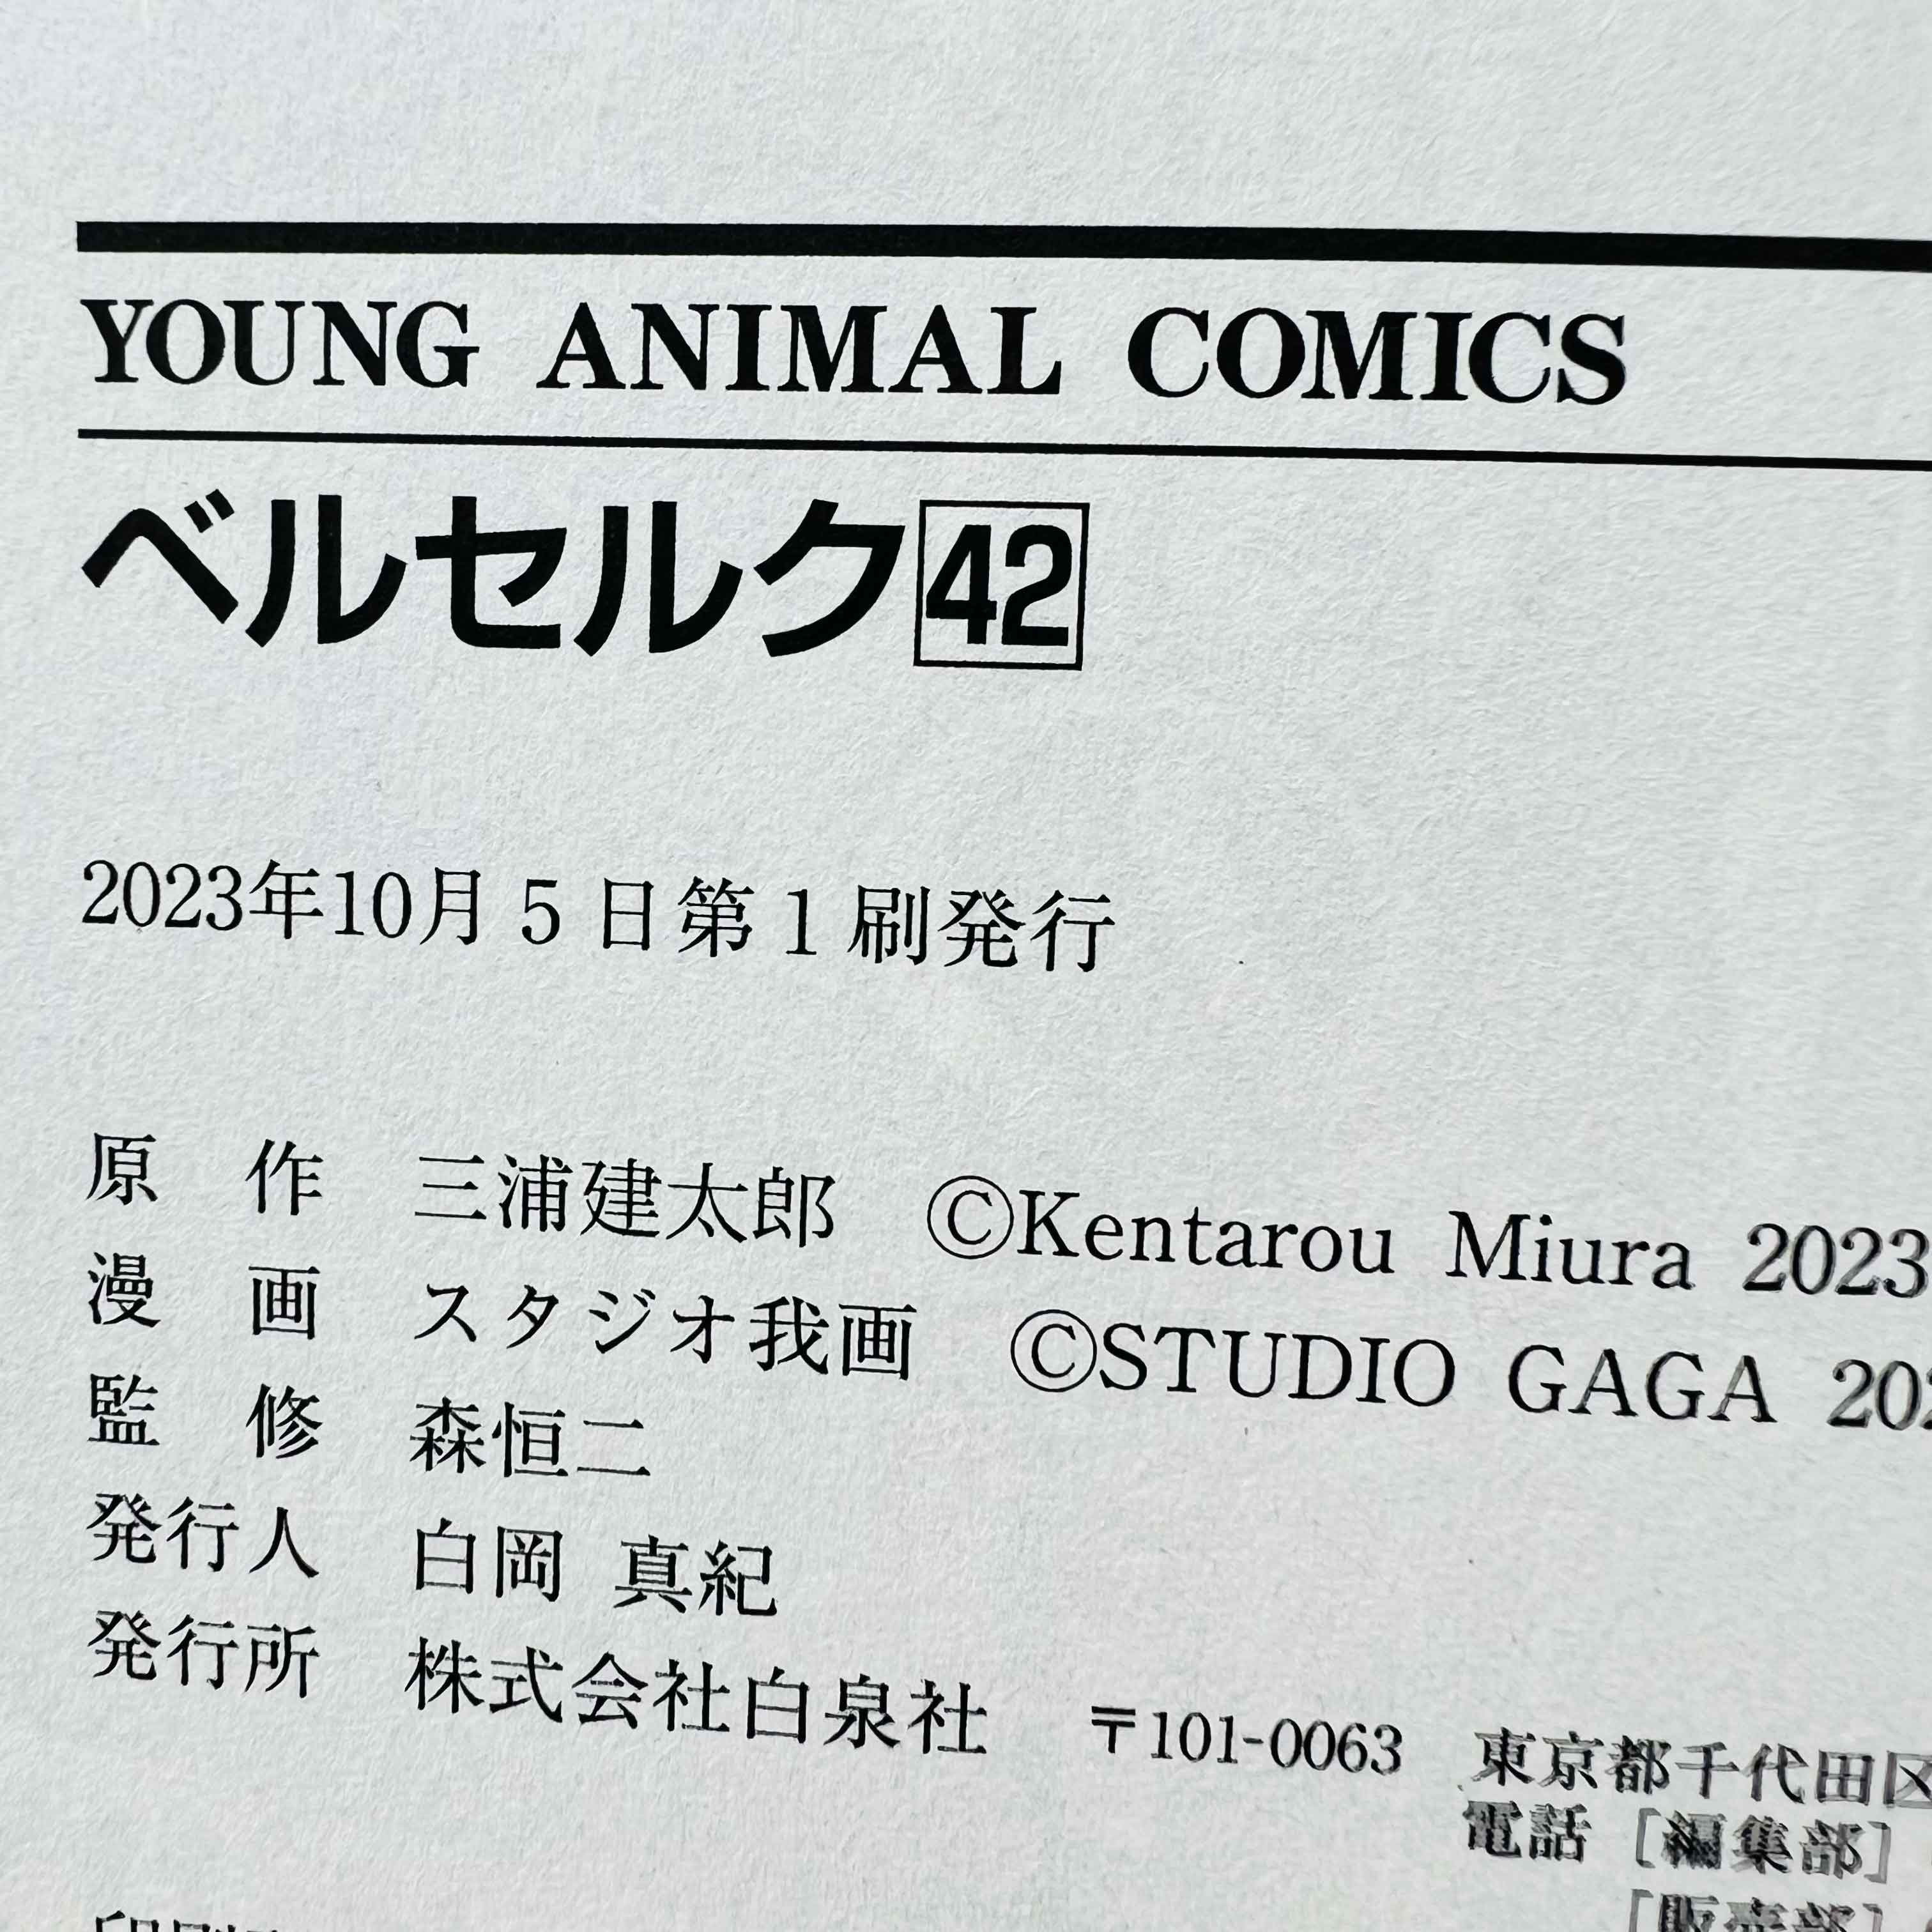 YOUNG ANIMAL COMICS
ベルセルク 42
2023年10月5日第1刷発行
原 作 三浦建太郎 ©Kentarou Miura 2023
漫 画 スタジオ我画 ©STUDIO GAGA
監 修 森恒二
発行人 白岡 真紀
発行所 株式会社白泉社 〒101-0063 東京都千代田区
電話 [編集部]
[販売部]